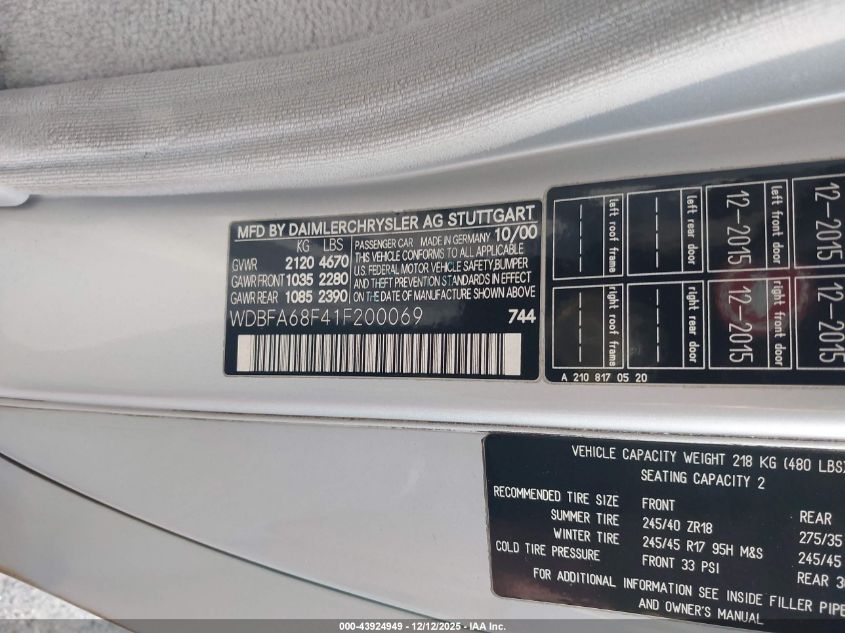 MFD BY DAIMLERCHRYSLER AG STUTTGART
KG LBS
GVWR 2120 4670
GAWR FRONT 1035 2280
GAWR REAR 1085 2390
PASSENGER CAR MADE IN GERMANY 10/00
THIS VEHICLE CONFORMS TO ALL APPLICABLE
U.S. FEDERAL MOTOR VEHICLE SAFETY, BUMPER
AND THEFT PREVENTION STANDARDS IN EFFECT
ON THE DATE OF MANUFACTURE SHOWN ABOVE
WDBFA68F41F200069 744
left roof frame
left rear door
12-2015
left front door
12-2015
right roof frame
right rear door
12-2015
right front door
12-2015
A 210 817 05 20
VEHICLE CAPACITY WEIGHT 218 KG (480 LBS)
SEATING CAPACITY 2
RECOMMENDED TIRE SIZE FRONT REAR
SUMMER TIRE 245/40 ZR18 275/35
WINTER TIRE 245/45 R17 95H M&S 245/45
COLD TIRE PRESSURE FRONT 33 PSI REAR
FOR ADDITIONAL INFORMATION SEE INSIDE FILLER PIPE
AND OWNER'S MANUAL
000-43924949 - 12/12/2025 - IAA Inc.